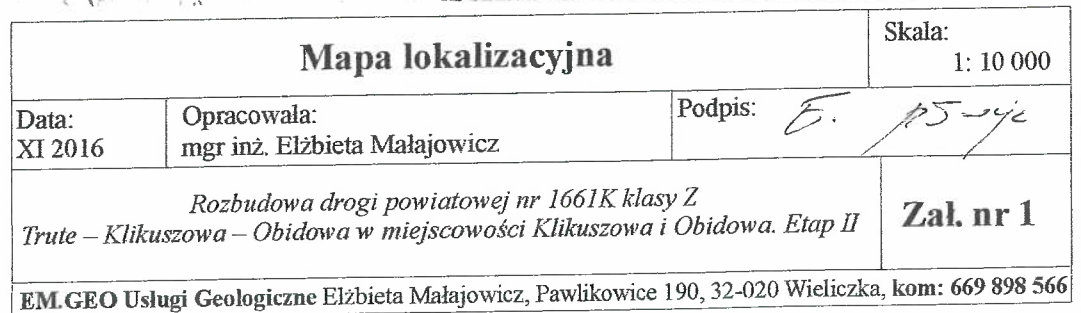 Mapa lokalizacyjna
Skala:
1: 10 000
Data:
XI 2016
Opracowała:
mgr inż. Elżbieta Małajowicz
Podpis:
E.
Rozbudowa drogi powiatowej nr 1661K klasy Z
Trute – Klikuszowa – Obidowa w miejscowości Klikuszowa i Obidowa. Etap II
Zał. nr 1
EM.GEO Usługi Geologiczne Elżbieta Małajowicz, Pawlikowice 190, 32-020 Wieliczka, kom: 669 898 566